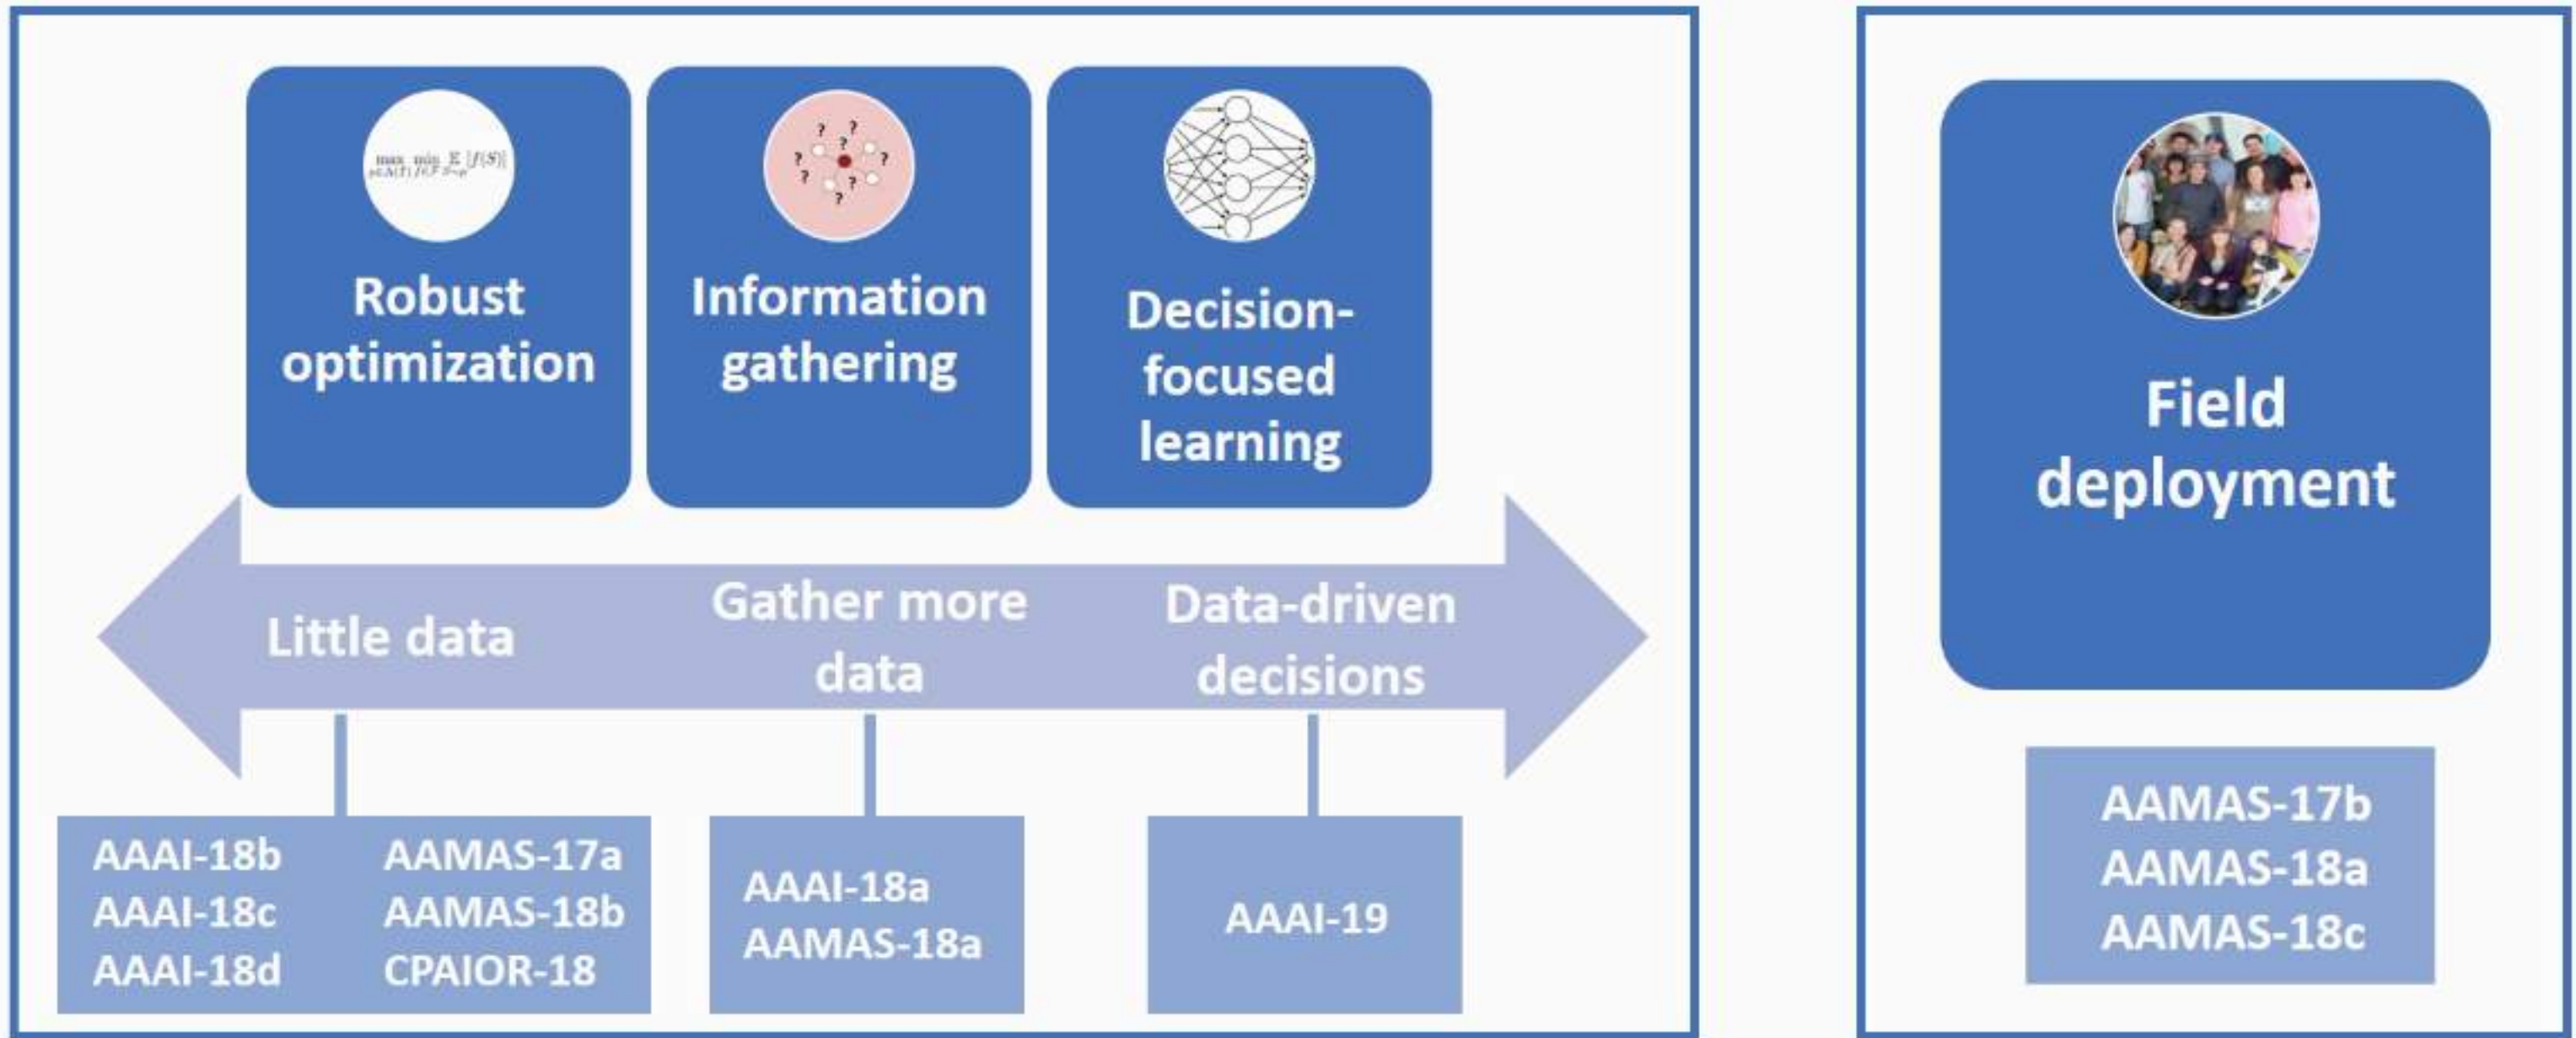 max min E [f(S)]
? ?
?
? ?
? ?
?
Robust
optimization
Information
gathering
Decision-
focused
learning
Little data
Gather more
data
Data-driven
decisions
AAAI-18b
AAAI-18c
AAAI-18d
AAMAS-17a
AAMAS-18b
CPAIOR-18
AAAI-18a
AAMAS-18a
AAAI-19
Field
deployment
AAMAS-17b
AAMAS-18a
AAMAS-18c